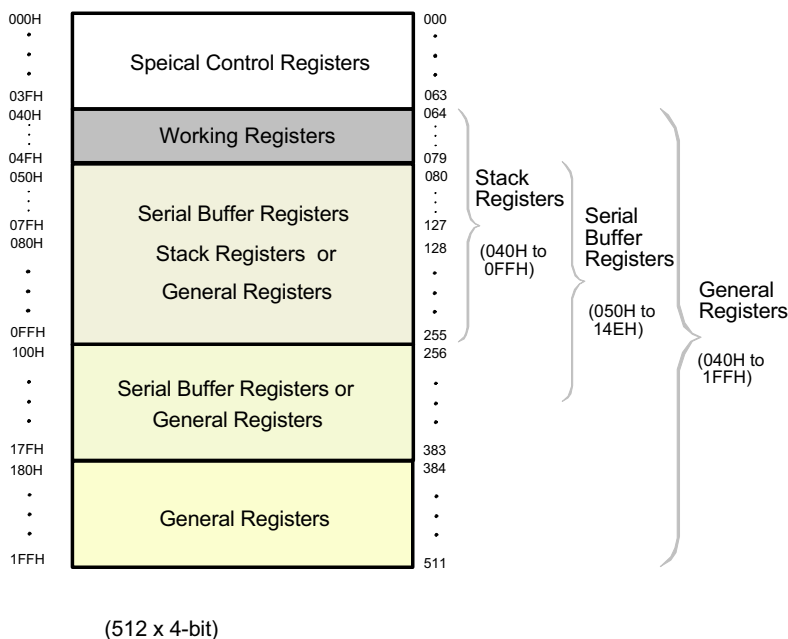 000H
03FH
040H
04FH
050H
07FH
080H
0FFH
100H
17FH
180H
1FFH
Speical Control Registers
Working Registers
Serial Buffer Registers
Stack Registers or
General Registers
Serial Buffer Registers or
General Registers
General Registers
000
063
064
079
080
127
128
255
256
383
384
511
Stack
Registers
(040H to
0FFH)
Serial
Buffer
Registers
(050H to
14EH)
General
Registers
(040H to
1FFH)
(512 x 4-bit)